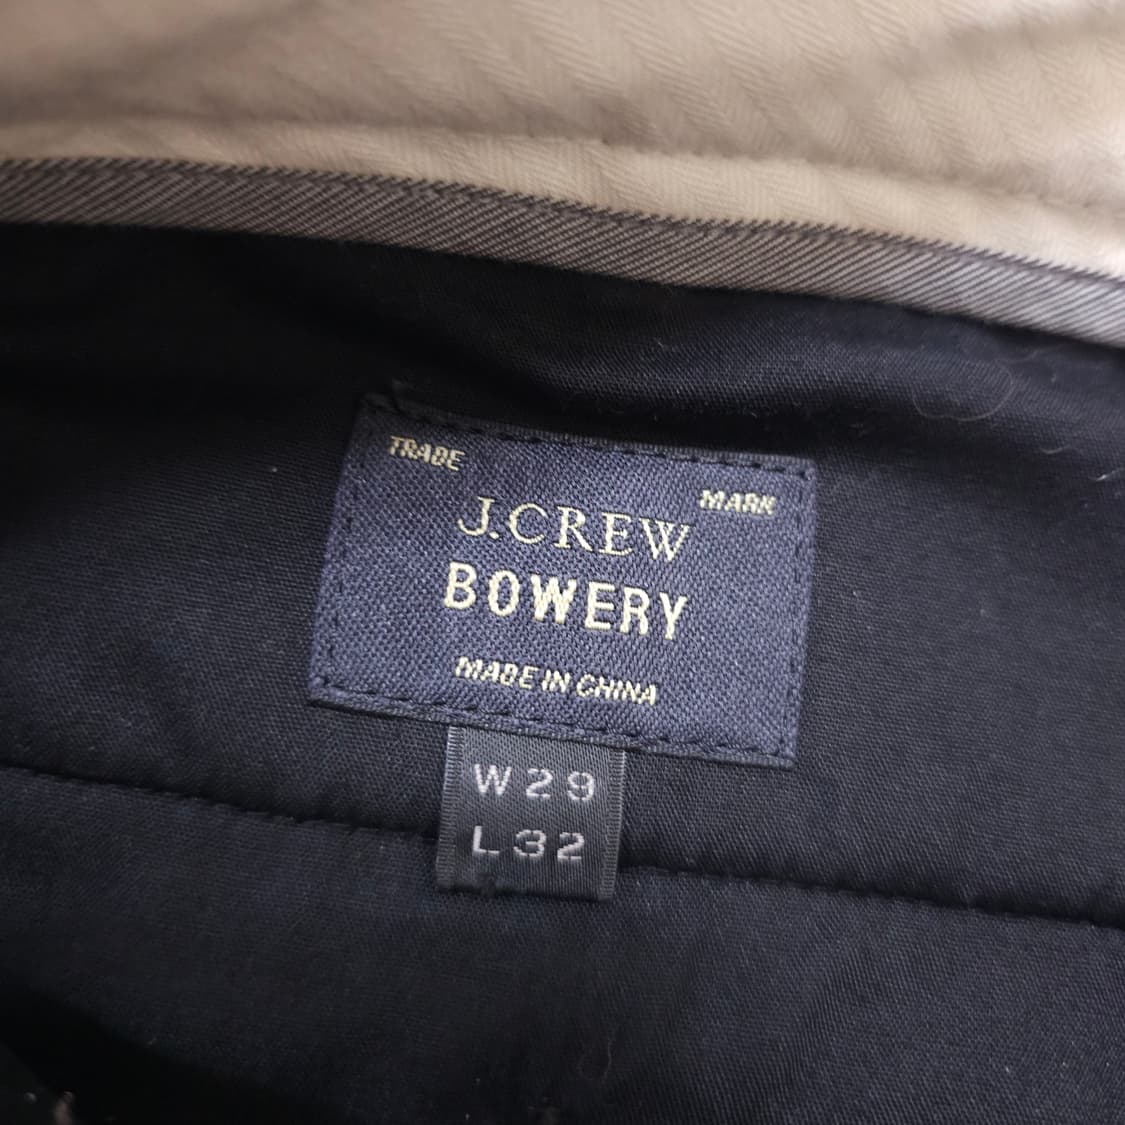 TRADE
MARK
J.CREW
BOWERY
MADE IN CHINA
W29
L32